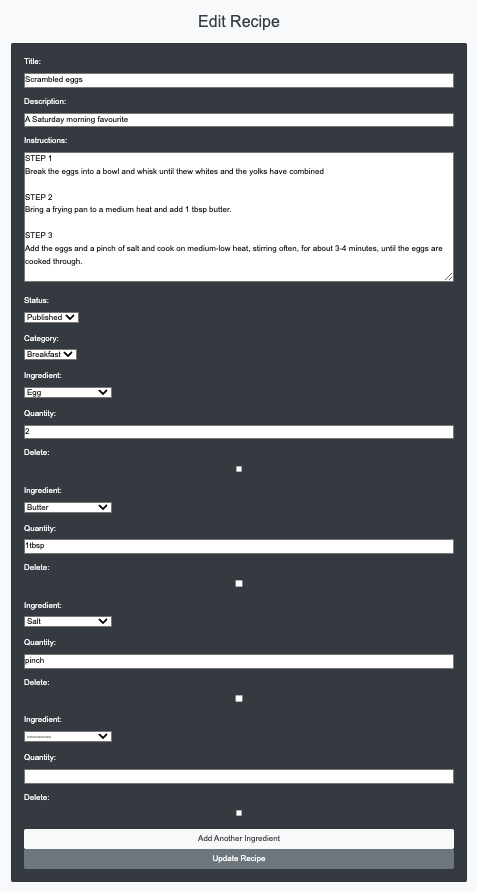 Edit Recipe
Title:
Scrambled eggs
Description:
A Saturday morning favourite
Instructions:
STEP 1
Break the eggs into a bowl and whisk until thew whites and the yolks have combined
STEP 2
Bring a frying pan to a medium heat and add 1 tbsp butter.
STEP 3
Add the eggs and a pinch of salt and cook on medium-low heat, stirring often, for about 3-4 minutes, until the eggs are
cooked through.
Status:
Published
Category:
Breakfast
Ingredient:
Egg
Quantity:
2
Delete:
Ingredient:
Butter
Quantity:
1tbsp
Delete:
Ingredient:
Salt
Quantity:
pinch
Delete:
Ingredient:
---------
Quantity:
Delete:
Add Another Ingredient
Update Recipe